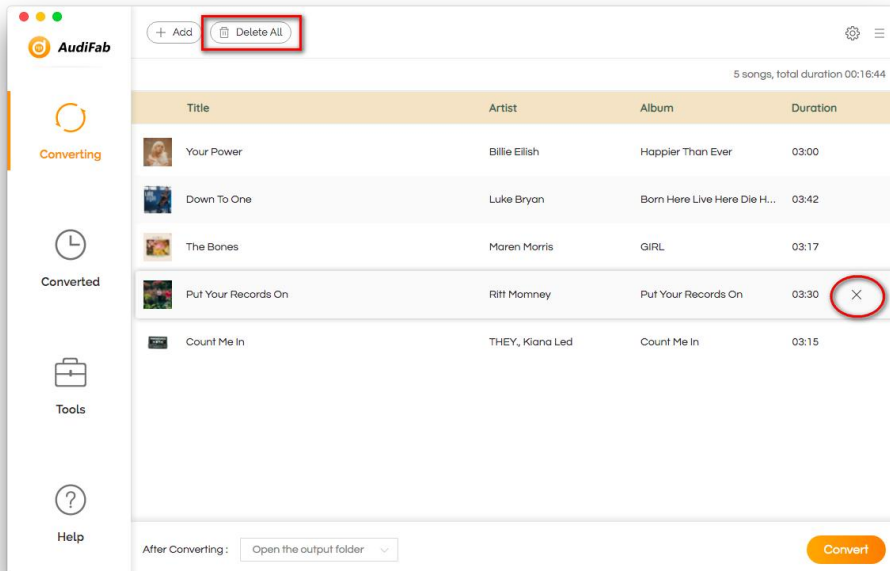 AudiFab
Add
Delete All
5 songs, total duration 00:16:44
Title Artist Album Duration
Converting
Your Power Billie Eilish Happier Than Ever 03:00
Down To One Luke Bryan Born Here Live Here Die H... 03:42
The Bones Maren Morris GIRL 03:17
Converted
Put Your Records On Ritt Momney Put Your Records On 03:30
Count Me In THEY., Kiana Led Count Me In 03:15
Tools
Help
After Converting : Open the output folder
Convert